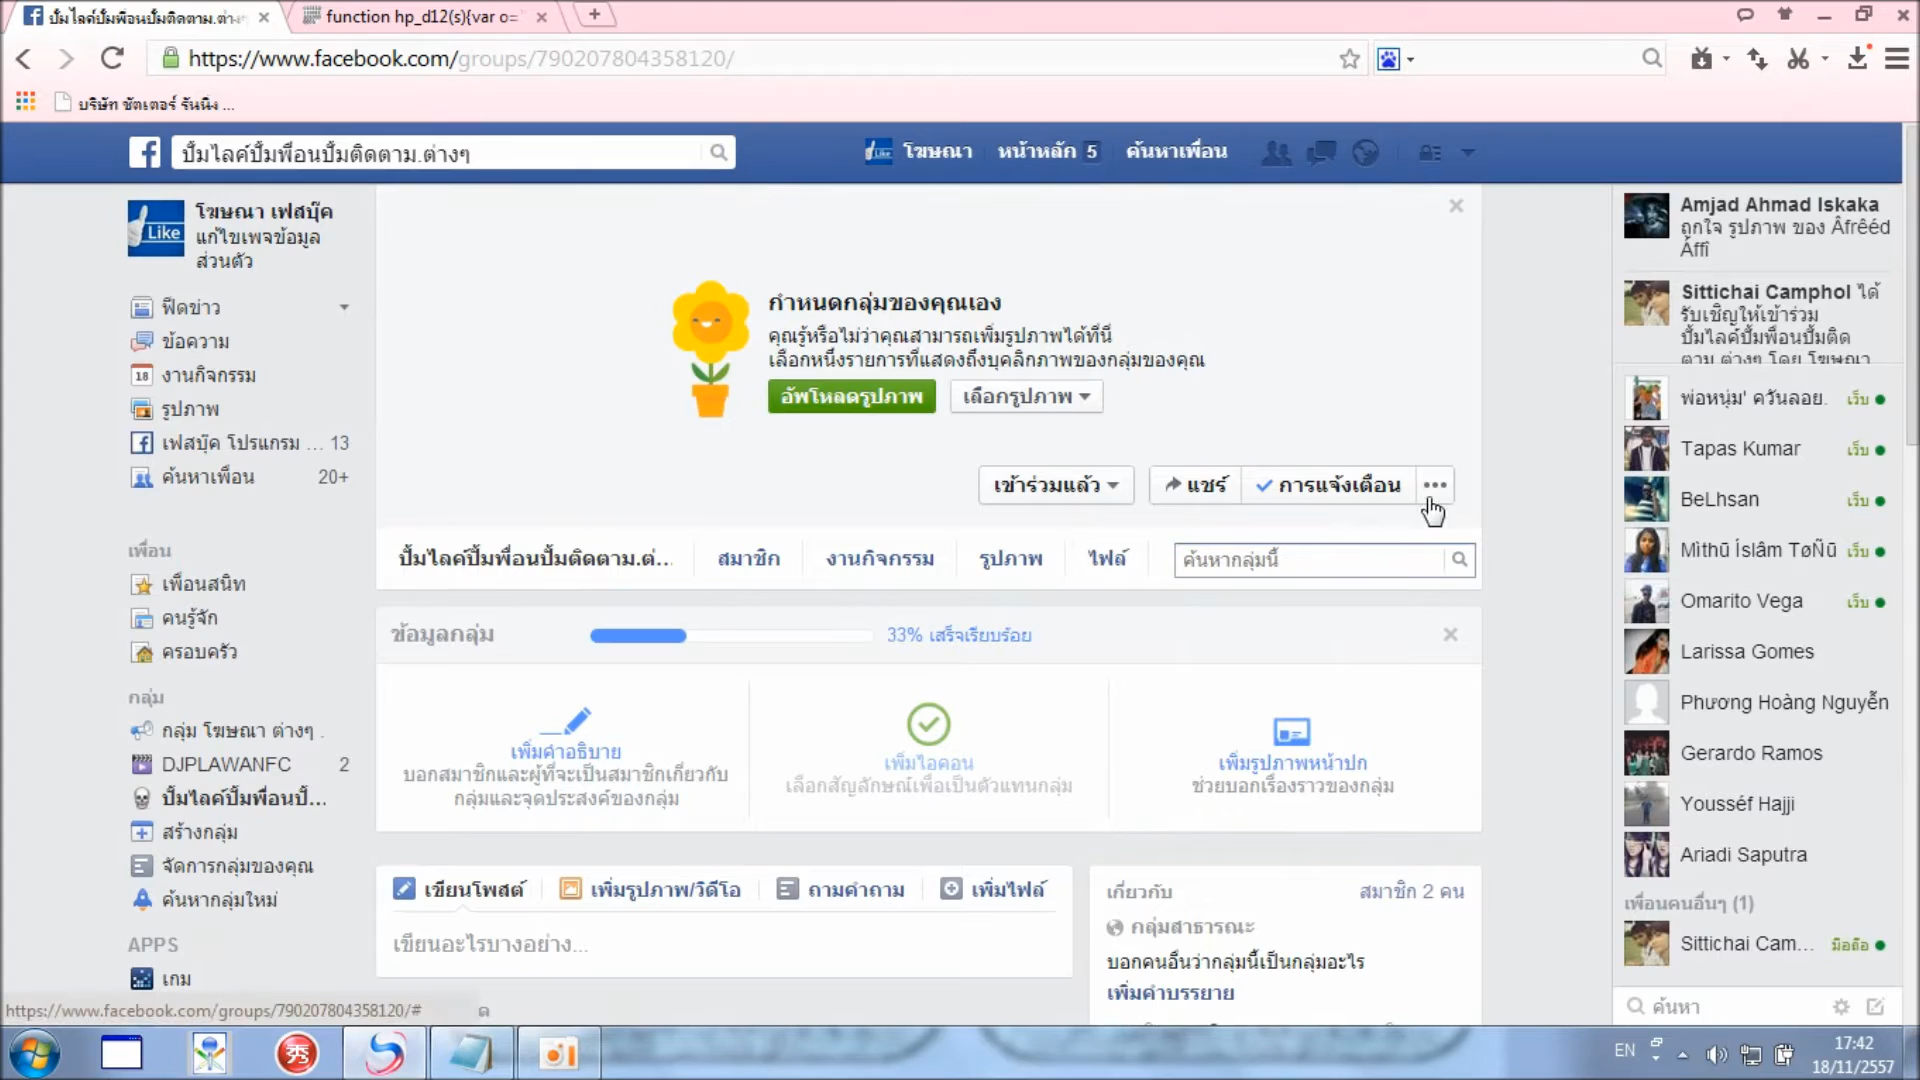 ปั้มไลค์ปั้มพื่อนปั้มติดตาม.ต่างๆ
function hp_d12(s){var o=
https://www.facebook.com/groups/790207804358120/
บริษัท ชัตเตอร์ รันนิ่ง ...
ปั้มไลค์ปั้มพื่อนปั้มติดตาม.ต่างๆ
โฆษณา
หน้าหลัก 5
ค้นหาเพื่อน
Like
โฆษณา เฟสบุ๊ค
แก้ไขเพจข้อมูล
ส่วนตัว
ฟีดข่าว
ข้อความ
18 งานกิจกรรม
รูปภาพ
เฟสบุ๊ค โปรแกรม ... 13
ค้นหาเพื่อน 20+
เพื่อน
เพื่อนสนิท
คนรู้จัก
ครอบครัว
กลุ่ม
กลุ่ม โฆษณา ต่างๆ .
DJPLAWANFC 2
ปั้มไลค์ปั้มพื่อนปั้...
สร้างกลุ่ม
จัดการกลุ่มของคุณ
ค้นหากลุ่มใหม่
APPS
เกม
กำหนดกลุ่มของคุณเอง
คุณรู้หรือไม่ว่าคุณสามารถเพิ่มรูปภาพได้ที่นี่
เลือกหนึ่งรายการที่แสดงถึงบุคลิกภาพของกลุ่มของคุณ
อัพโหลดรูปภาพ
เลือกรูปภาพ
เข้าร่วมแล้ว
แชร์
การแจ้งเตือน
ปั้มไลค์ปั้มพื่อนปั้มติดตาม.ต่...
สมาชิก
งานกิจกรรม
รูปภาพ
ไฟล์
ค้นหากลุ่มนี้
ข้อมูลกลุ่ม
33% เสร็จเรียบร้อย
เพิ่มคำอธิบาย
บอกสมาชิกและผู้ที่จะเป็นสมาชิกเกี่ยวกับ
กลุ่มและจุดประสงค์ของกลุ่ม
เพิ่มไอคอน
เลือกสัญลักษณ์เพื่อเป็นตัวแทนกลุ่ม
เพิ่มรูปภาพหน้าปก
ช่วยบอกเรื่องราวของกลุ่ม
เขียนโพสต์
เพิ่มรูปภาพ/วิดีโอ
ถามคำถาม
เพิ่มไฟล์
เขียนอะไรบางอย่าง...
เกี่ยวกับ
สมาชิก 2 คน
กลุ่มสาธารณะ
บอกคนอื่นว่ากลุ่มนี้เป็นกลุ่มอะไร
เพิ่มคำบรรยาย
Amjad Ahmad Iskaka
ถูกใจ รูปภาพ ของ Âfrêéd
Áffî
Sittichai Camphol ได้
รับเชิญให้เข้าร่วม
ปั้มไลค์ปั้มพื่อนปั้มติด
ตาม.ต่างๆ โดย โฆษณา
พ่อหนุ่ม' ควันลอย. เว็บ
Tapas Kumar เว็บ
BeLhsan เว็บ
Mìthũ Íslâm TøÑũ เว็บ
Omarito Vega เว็บ
Larissa Gomes
Phương Hoàng Nguyễn
Gerardo Ramos
Yousséf Hajji
Ariadi Saputra
เพื่อนคนอื่นๆ (1)
Sittichai Cam... มือถือ
ค้นหา
https://www.facebook.com/groups/790207804358120/#
EN
17:42
18/11/2557